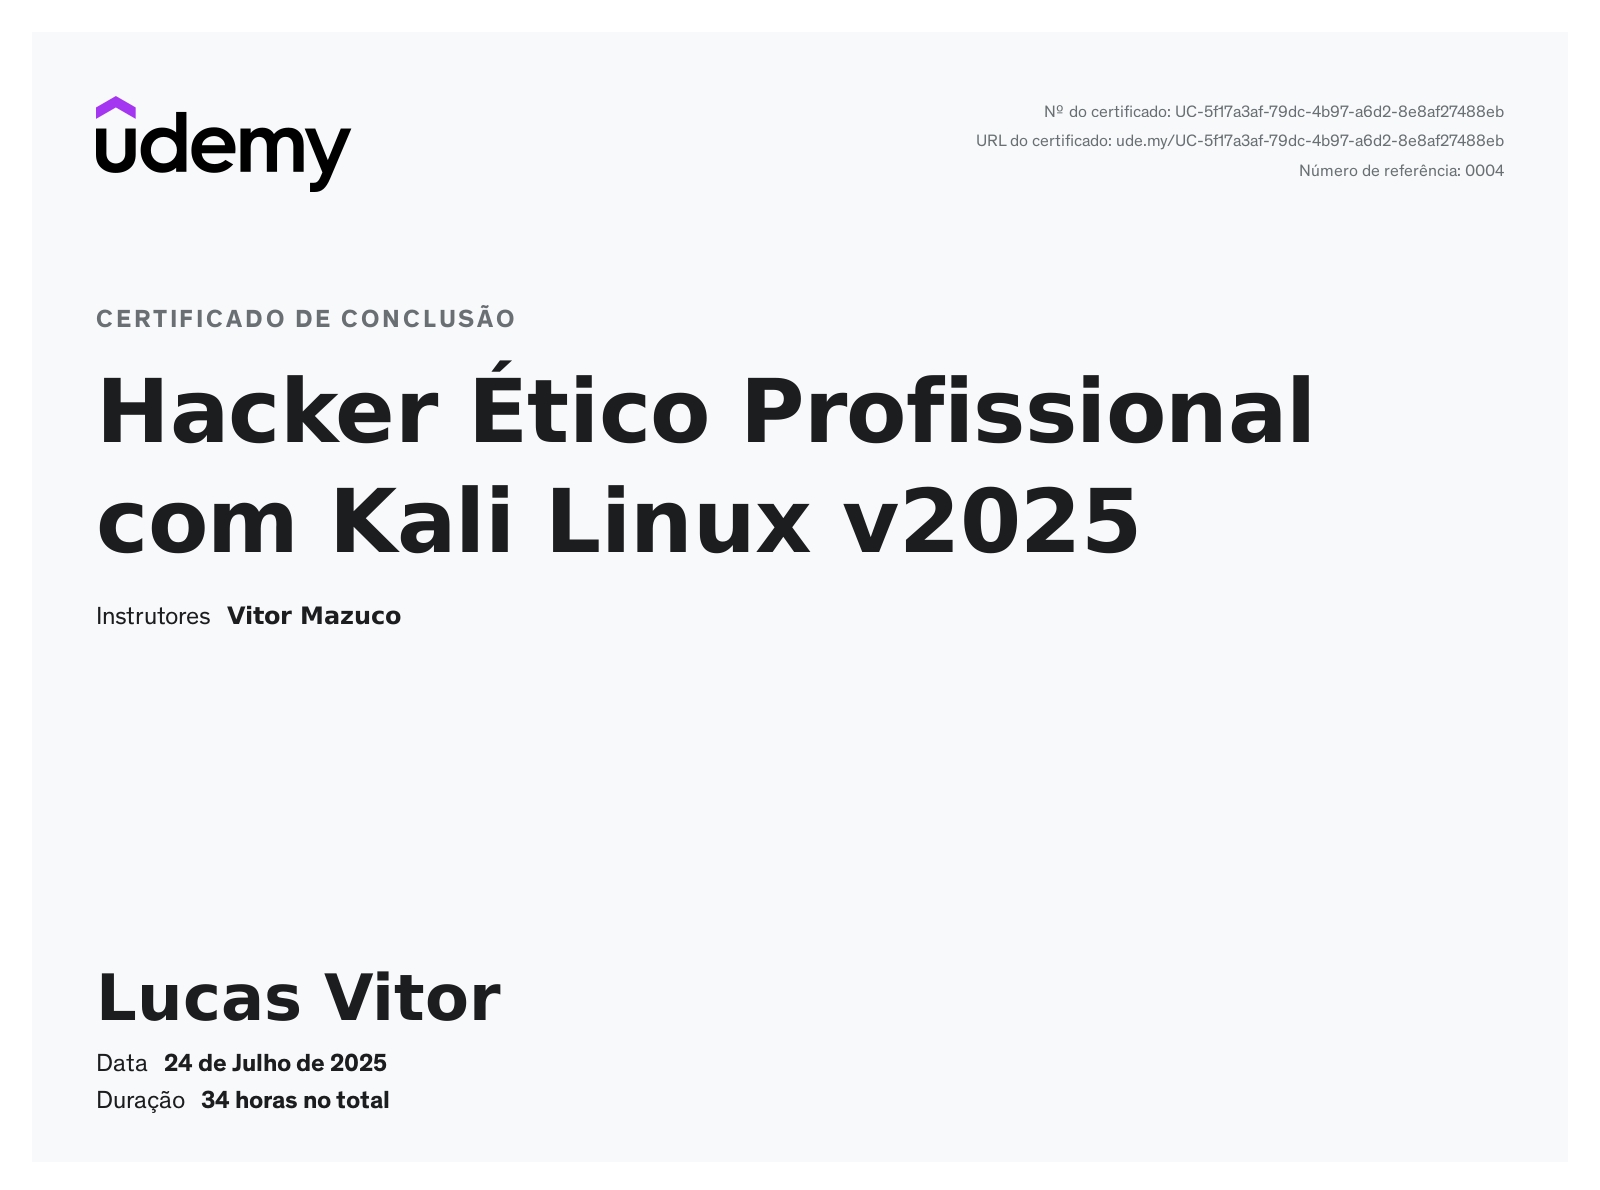 udemy
Nº do certificado: UC-5f17a3af-79dc-4b97-a6d2-8e8af27488eb
URL do certificado: ude.my/UC-5f17a3af-79dc-4b97-a6d2-8e8af27488eb
Número de referência: 0004
CERTIFICADO DE CONCLUSÃO
Hacker Ético Profissional
com Kali Linux v2025
Instrutores Vitor Mazuco
Lucas Vitor
Data 24 de Julho de 2025
Duração 34 horas no total